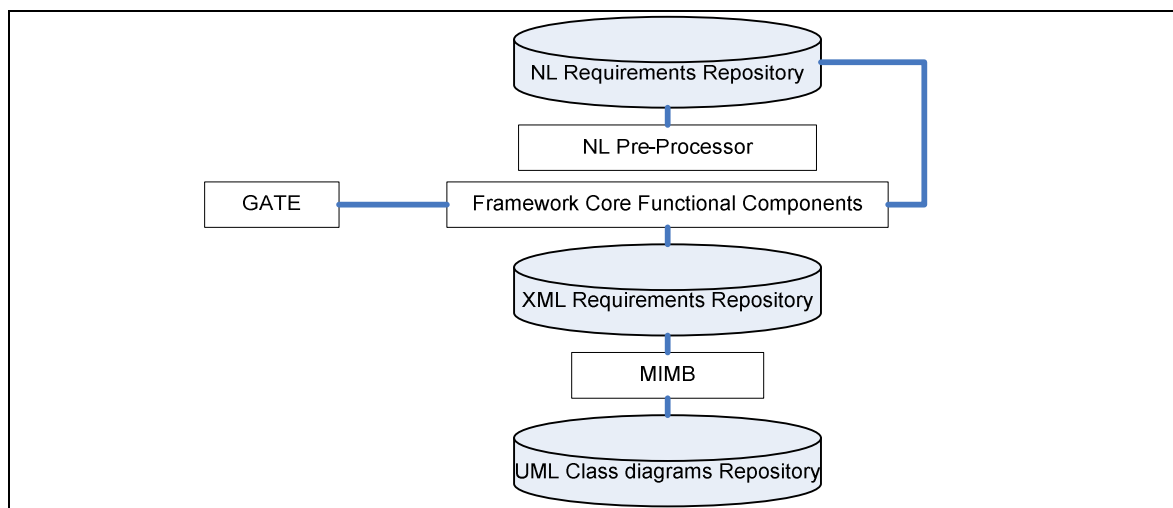 NL Requirements Repository
NL Pre-Processor
GATE
Framework Core Functional Components
XML Requirements Repository
MIMB
UML Class diagrams Repository